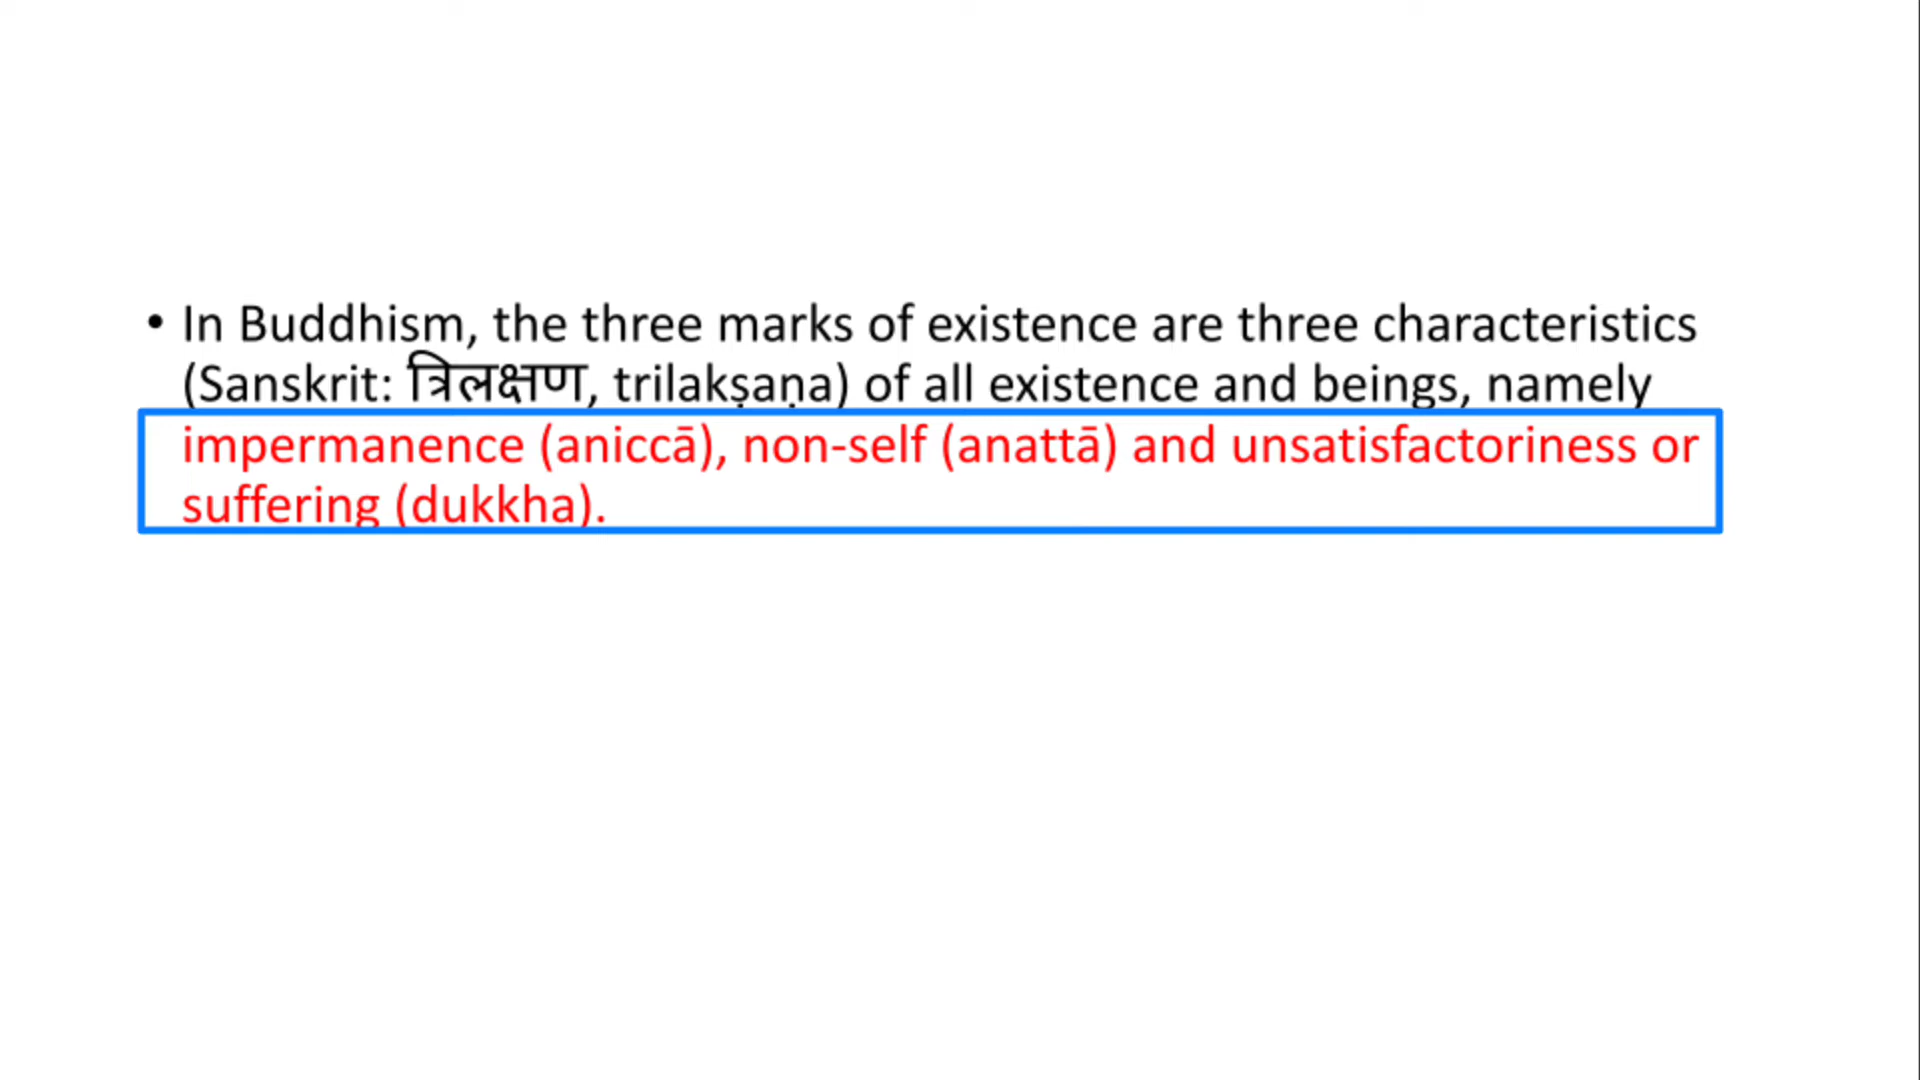 • In Buddhism, the three marks of existence are three characteristics
(Sanskrit: त्रिलक्षण, trilakṣaṇa) of all existence and beings, namely
impermanence (aniccā), non-self (anattā) and unsatisfactoriness or
suffering (dukkha).